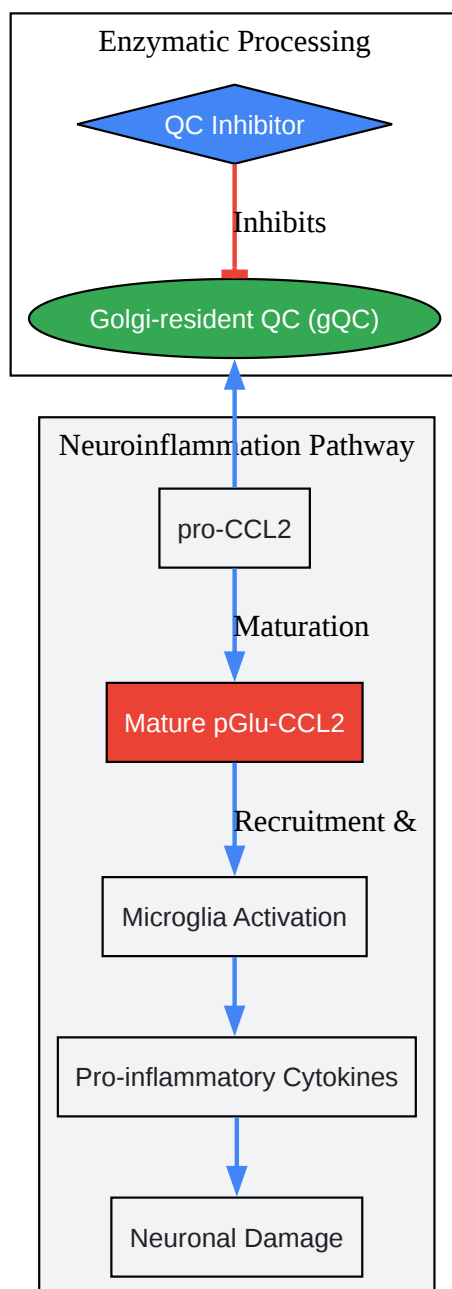 Enzymatic Processing
QC Inhibitor
Inhibits
Golgi-resident QC (gQC)
Neuroinflammation Pathway
pro-CCL2
Maturation
Mature pGlu-CCL2
Recruitment &
Microglia Activation
Pro-inflammatory Cytokines
Neuronal Damage